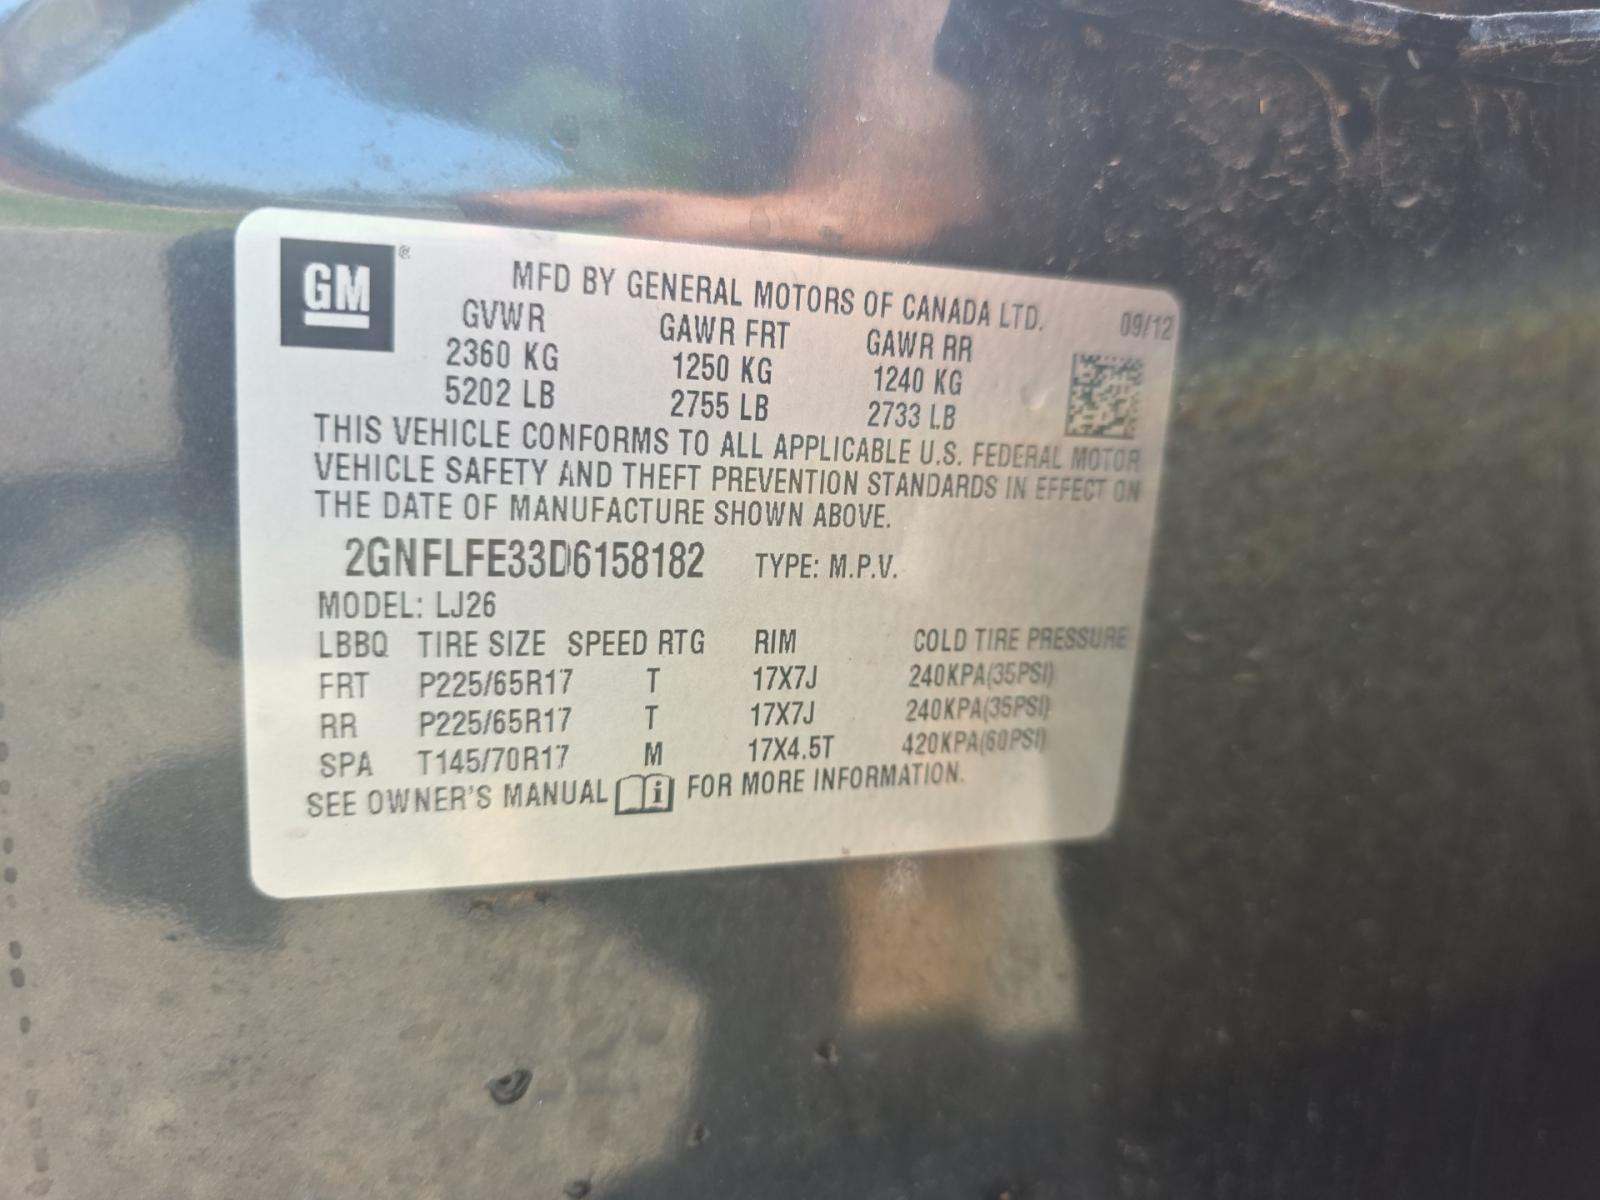 GM ®
MFD BY GENERAL MOTORS OF CANADA LTD. 09/12
GVWR GAWR FRT GAWR RR
2360 KG 1250 KG 1240 KG
5202 LB 2755 LB 2733 LB
THIS VEHICLE CONFORMS TO ALL APPLICABLE U.S. FEDERAL MOTOR
VEHICLE SAFETY AND THEFT PREVENTION STANDARDS IN EFFECT ON
THE DATE OF MANUFACTURE SHOWN ABOVE.
2GNFLFE33D6158182 TYPE: M.P.V.
MODEL: LJ26
LBBQ TIRE SIZE SPEED RTG RIM COLD TIRE PRESSURE
FRT P225/65R17 T 17X7J 240KPA(35PSI)
RR P225/65R17 T 17X7J 240KPA(35PSI)
SPA T145/70R17 M 17X4.5T 420KPA(60PSI)
SEE OWNER'S MANUAL i FOR MORE INFORMATION.